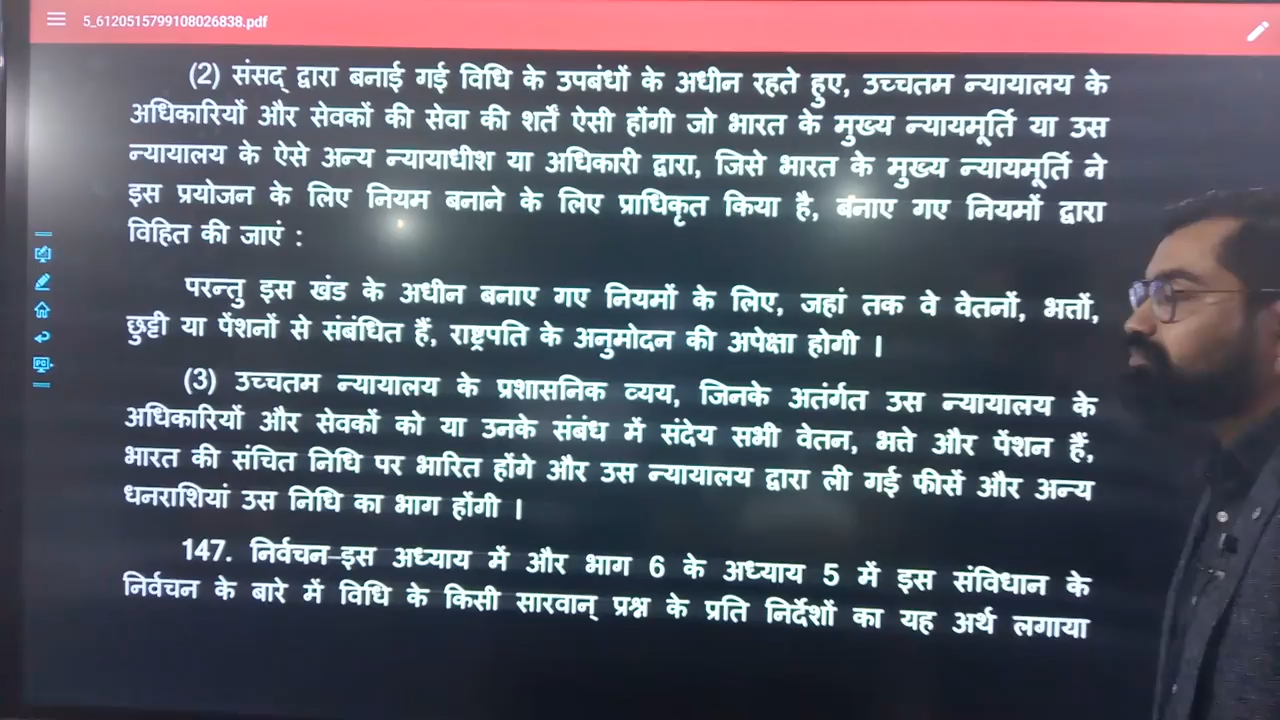 5_6120515799108026838.pdf
(2) संसद् द्वारा बनाई गई विधि के उपबंधों के अधीन रहते हुए, उच्चतम न्यायालय के
अधिकारियों और सेवकों की सेवा की शर्तें ऐसी होंगी जो भारत के मुख्य न्यायमूर्ति या उस
न्यायालय के ऐसे अन्य न्यायाधीश या अधिकारी द्वारा, जिसे भारत के मुख्य न्यायमूर्ति ने
इस प्रयोजन के लिए नियम बनाने के लिए प्राधिकृत किया है, बनाए गए नियमों द्वारा
विहित की जाएं :
परन्तु इस खंड के अधीन बनाए गए नियमों के लिए, जहां तक वे वेतनों, भत्तों,
छुट्टी या पेंशनों से संबंधित हैं, राष्ट्रपति के अनुमोदन की अपेक्षा होगी ।
(3) उच्चतम न्यायालय के प्रशासनिक व्यय, जिनके अतंर्गत उस न्यायालय के
अधिकारियों और सेवकों को या उनके संबंध में संदेय सभी वेतन, भत्ते और पेंशन हैं,
भारत की संचित निधि पर भारित होंगे और उस न्यायालय द्वारा ली गई फीसें और अन्य
धनराशियां उस निधि का भाग होंगी ।
147. निर्वचन–इस अध्याय में और भाग 6 के अध्याय 5 में इस संविधान के
निर्वचन के बारे में विधि के किसी सारवान् प्रश्न के प्रति निर्देशों का यह अर्थ लगाया